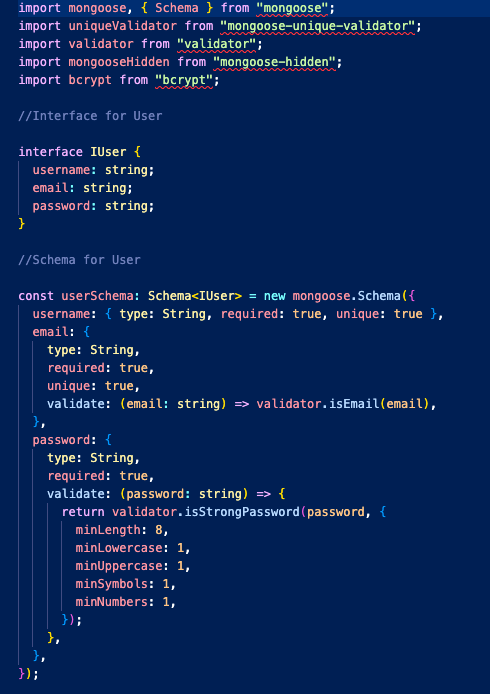 import mongoose, { Schema } from "mongoose";
import uniqueValidator from "mongoose-unique-validator";
import validator from "validator";
import mongooseHidden from "mongoose-hidden";
import bcrypt from "bcrypt";
//Interface for User
interface IUser {
  username: string;
  email: string;
  password: string;
}
//Schema for User
const userSchema: Schema<IUser> = new mongoose.Schema({
  username: { type: String, required: true, unique: true },
  email: {
    type: String,
    required: true,
    unique: true,
    validate: (email: string) => validator.isEmail(email),
  },
  password: {
    type: String,
    required: true,
    validate: (password: string) => {
      return validator.isStrongPassword(password, {
        minLength: 8,
        minLowercase: 1,
        minUppercase: 1,
        minSymbols: 1,
        minNumbers: 1,
      });
    },
  },
});